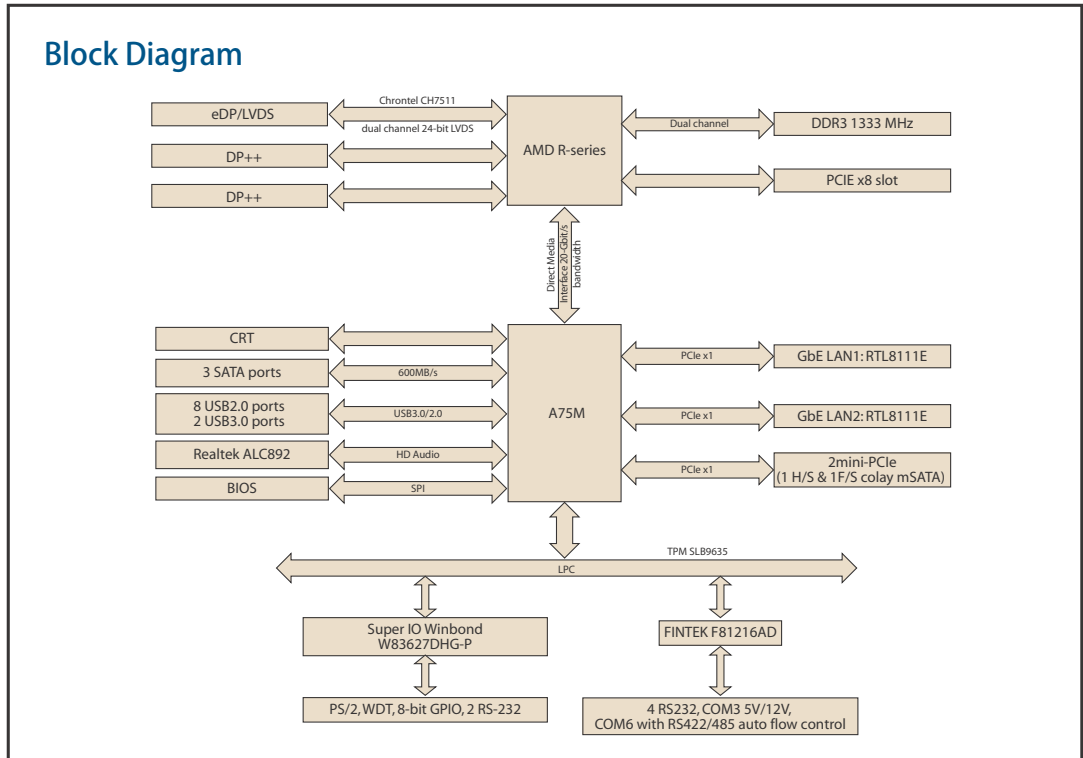 Block Diagram
eDP/LVDS
Chrontel CH7511
dual channel 24-bit LVDS
DP++
DP++
AMD R-series
Dual channel
DDR3 1333 MHz
PCIE x8 slot
Direct Media
Interface 20-Gbit/s
bandwidth
CRT
3 SATA ports
600MB/s
8 USB2.0 ports
2 USB3.0 ports
USB3.0/2.0
Realtek ALC892
HD Audio
BIOS
SPI
A75M
PCIe x1
GbE LAN1: RTL8111E
PCIe x1
GbE LAN2: RTL8111E
PCIe x1
2mini-PCIe
(1 H/S & 1F/S colay mSATA)
TPM SLB9635
LPC
Super IO Winbond
W83627DHG-P
FINTEK F81216AD
PS/2, WDT, 8-bit GPIO, 2 RS-232
4 RS232, COM3 5V/12V,
COM6 with RS422/485 auto flow control